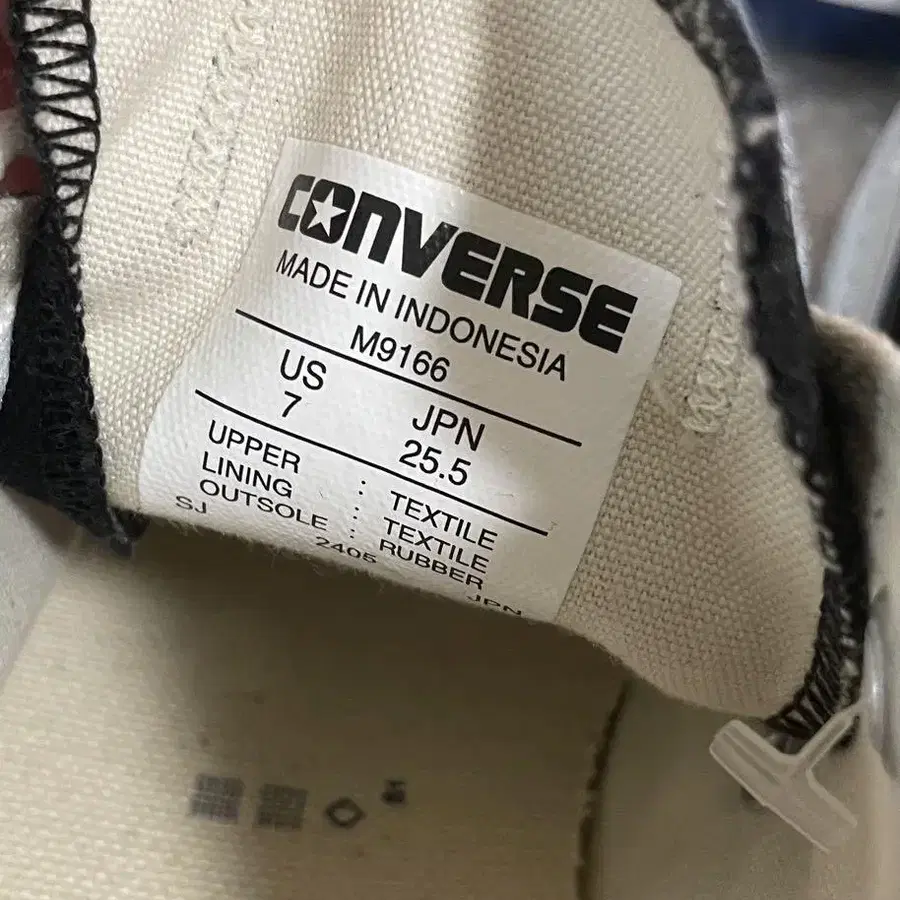 CONVERSE
MADE IN INDONESIA
M9166
US JPN
7 25.5
UPPER : TEXTILE
LINING : TEXTILE
OUTSOLE : RUBBER
SJ 2405 JPN